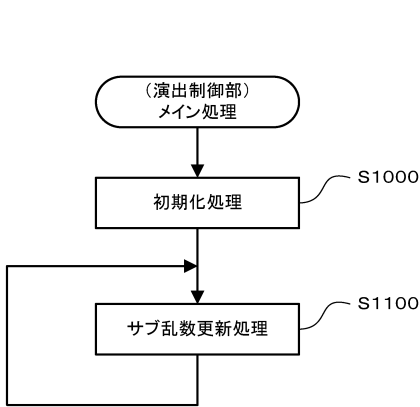 （演出制御部）
メイン処理
初期化処理
S1000
サブ乱数更新処理
S1100